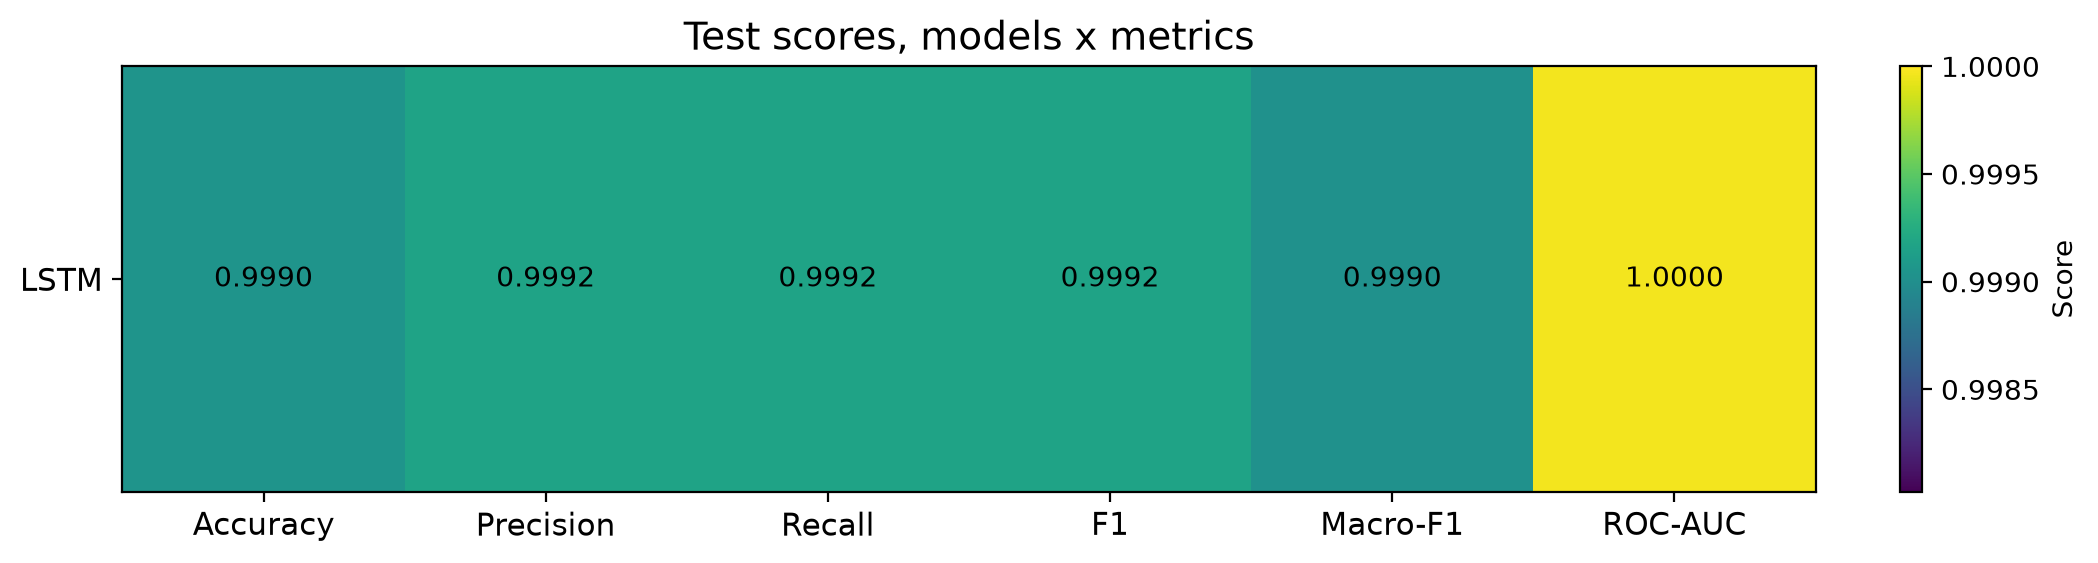 Test scores, models x metrics
LSTM
0.9990 0.9992 0.9992 0.9992 0.9990 1.0000
Accuracy Precision Recall F1 Macro-F1 ROC-AUC
1.0000
0.9995
0.9990
0.9985
Score